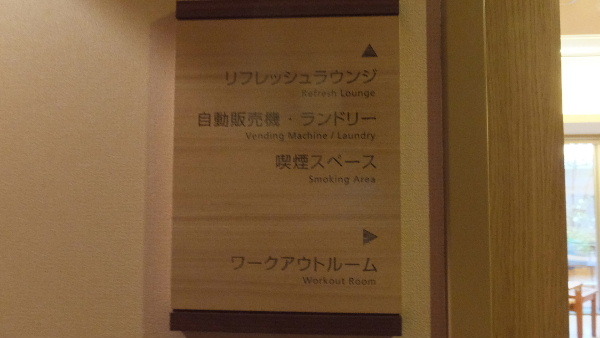 ▲
リフレッシュラウンジ
Refresh Lounge
自動販売機・ランドリー
Vending Machine / Laundry
喫煙スペース
Smoking Area
▶
ワークアウトルーム
Workout Room